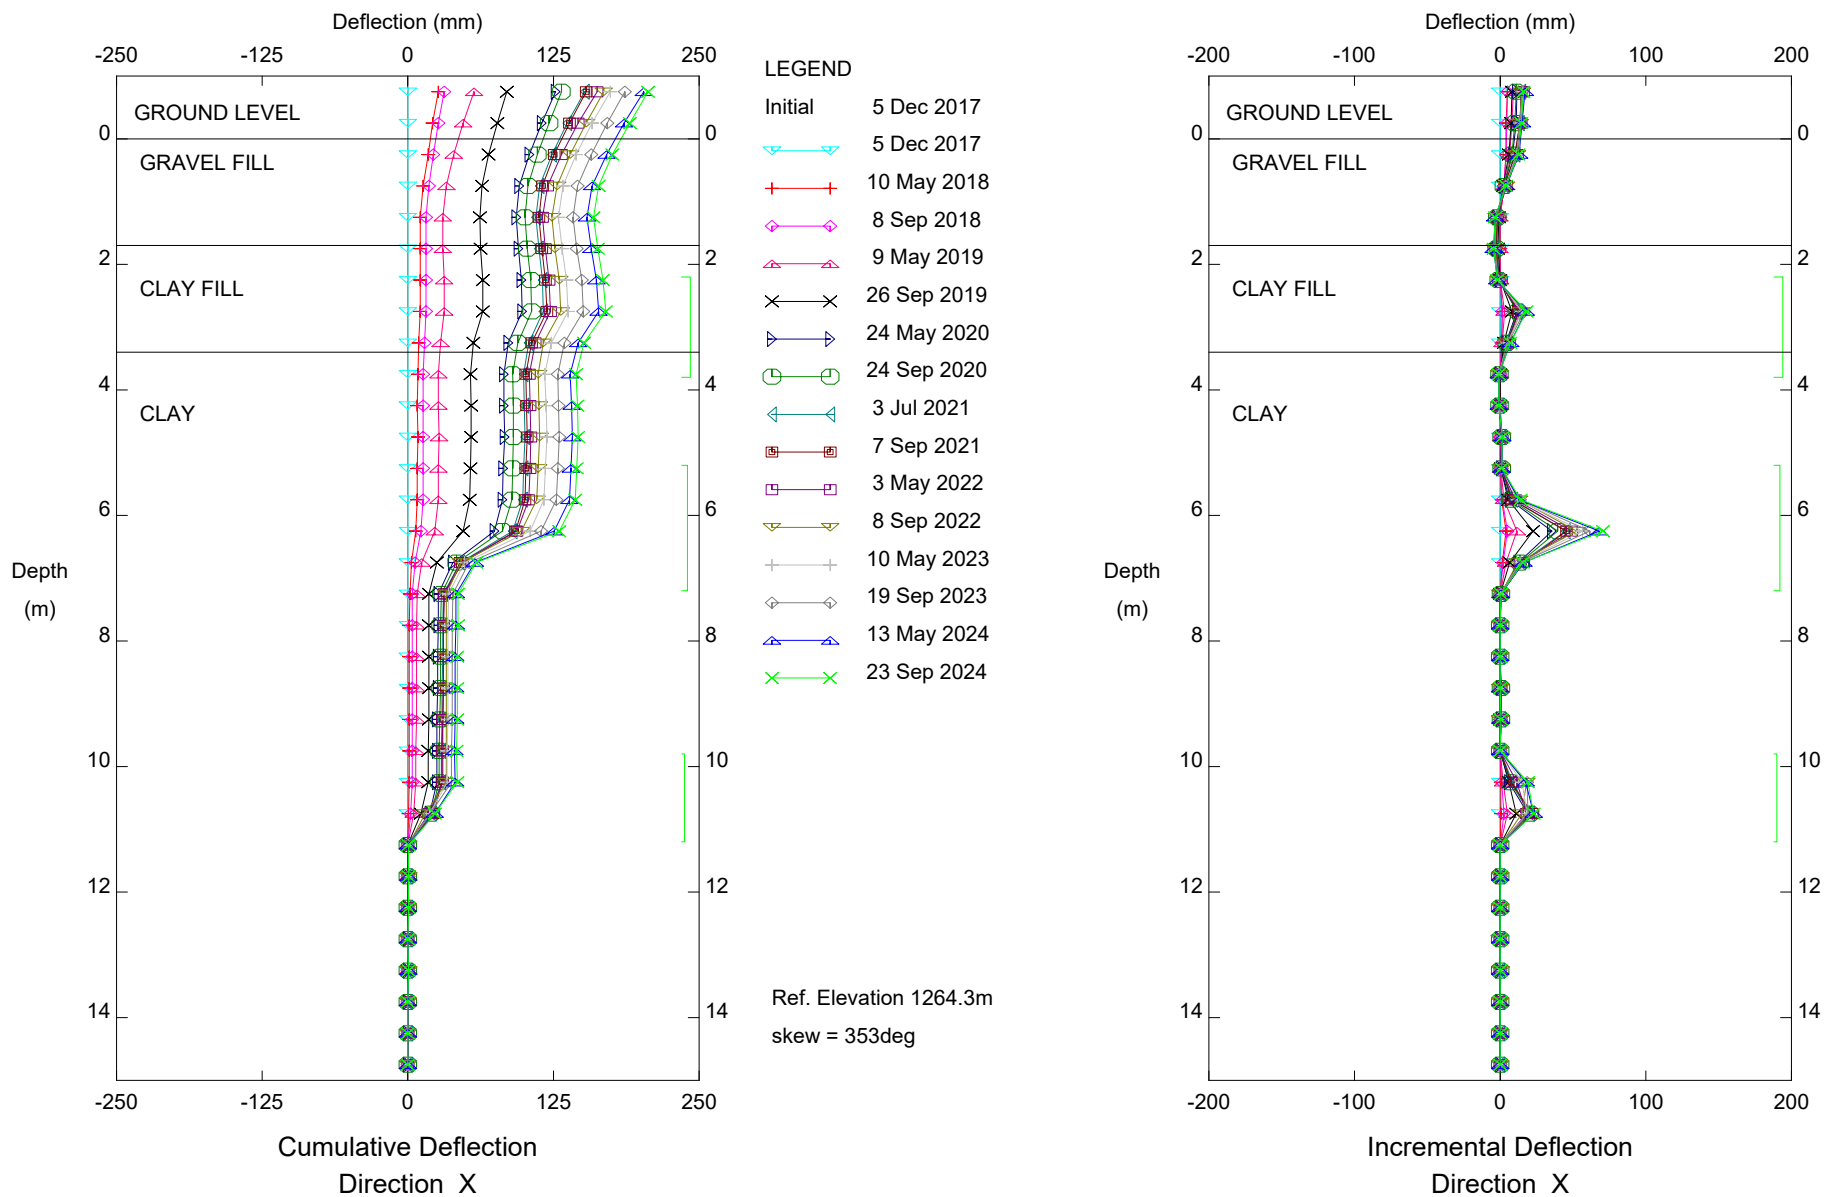 Deflection (mm)
-250 -125 0 125 250
GROUND LEVEL
0 0
GRAVEL FILL
2 2
CLAY FILL
4 4
CLAY
6 6
Depth
(m)
8 8
10 10
12 12
14 14
-250 -125 0 125 250
Cumulative Deflection
Direction X
LEGEND
Initial 5 Dec 2017
5 Dec 2017
10 May 2018
8 Sep 2018
9 May 2019
26 Sep 2019
24 May 2020
24 Sep 2020
3 Jul 2021
7 Sep 2021
3 May 2022
8 Sep 2022
10 May 2023
19 Sep 2023
13 May 2024
23 Sep 2024
Ref. Elevation 1264.3m
skew = 353deg
Deflection (mm)
-200 -100 0 100 200
GROUND LEVEL
0 0
GRAVEL FILL
2 2
CLAY FILL
4 4
CLAY
6 6
Depth
(m)
8 8
10 10
12 12
14 14
-200 -100 0 100 200
Incremental Deflection
Direction X